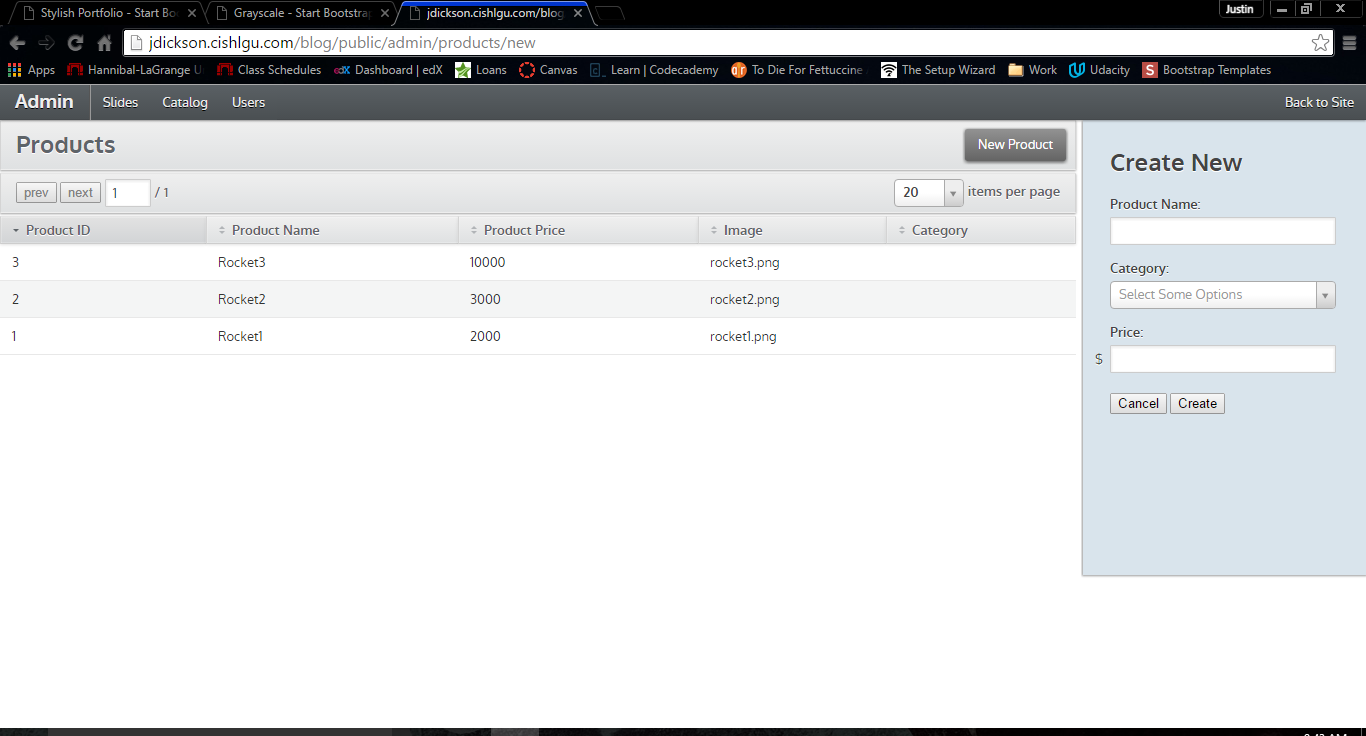 Stylish Portfolio - Start Bo
Grayscale - Start Bootstrap
jdickson.cishlgu.com/blog
Justin
jdickson.cishlgu.com/blog/public/admin/products/new
Apps
Hannibal-LaGrange U
Class Schedules
edX Dashboard | edX
Loans
Canvas
Learn | Codecademy
To Die For Fettuccine
The Setup Wizard
Work
Udacity
S Bootstrap Templates
Admin
Slides
Catalog
Users
Back to Site
Products
New Product
prev
next
1
/ 1
20
items per page
Product ID
Product Name
Product Price
Image
Category
3 Rocket3 10000 rocket3.png
2 Rocket2 3000 rocket2.png
1 Rocket1 2000 rocket1.png
Create New
Product Name:
Category:
Select Some Options
Price:
$
Cancel
Create